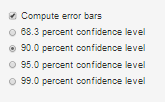 Compute error bars
68.3 percent confidence level
90.0 percent confidence level
95.0 percent confidence level
99.0 percent confidence level